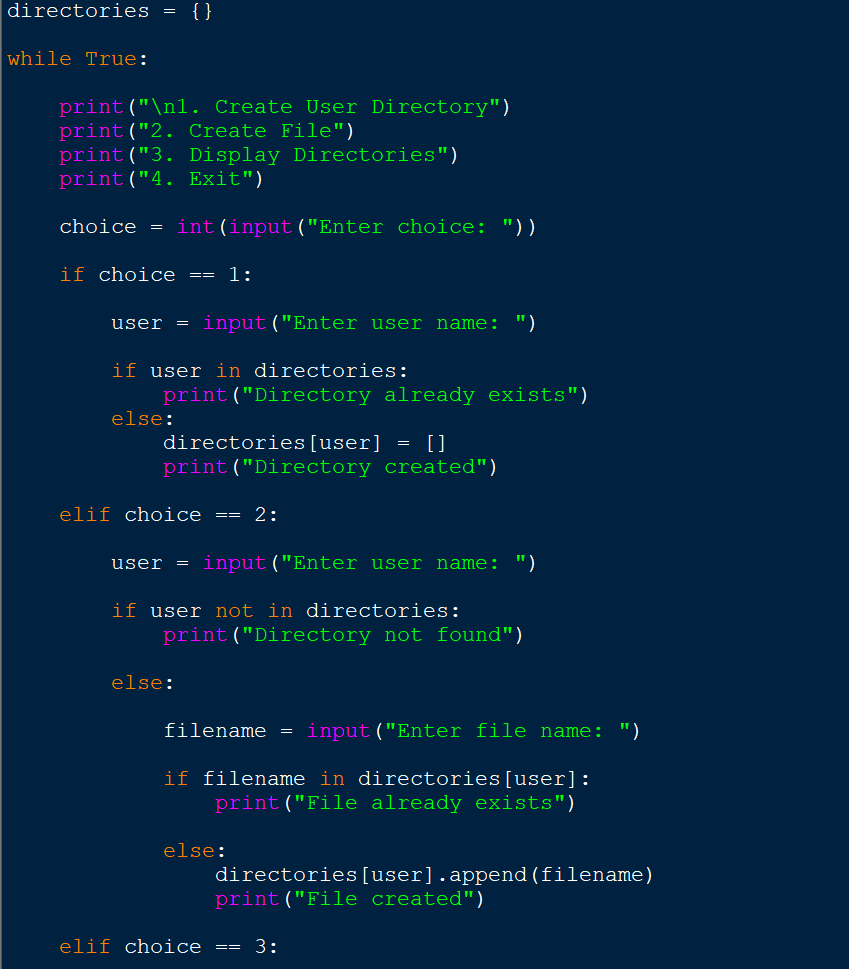 directories = {}
while True:
    print("\n1. Create User Directory")
    print("2. Create File")
    print("3. Display Directories")
    print("4. Exit")
    choice = int(input("Enter choice: "))
    if choice == 1:
        user = input("Enter user name: ")
        if user in directories:
            print("Directory already exists")
        else:
            directories[user] = []
            print("Directory created")
    elif choice == 2:
        user = input("Enter user name: ")
        if user not in directories:
            print("Directory not found")
        else:
            filename = input("Enter file name: ")
            if filename in directories[user]:
                print("File already exists")
            else:
                directories[user].append(filename)
                print("File created")
    elif choice == 3: